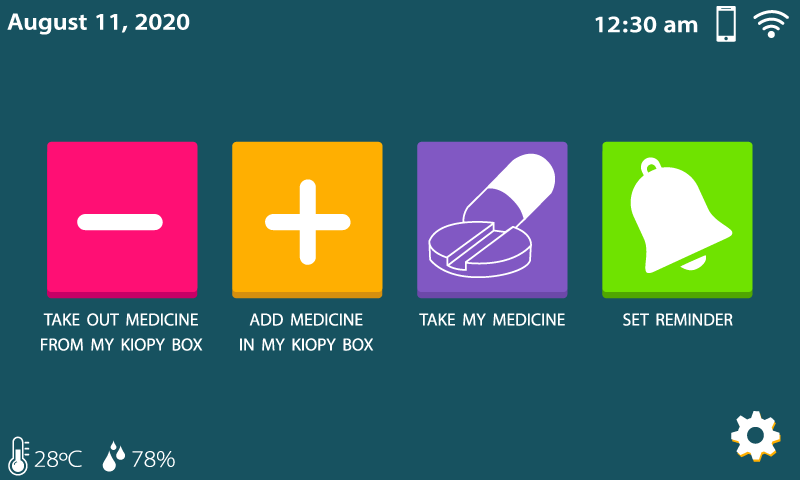 August 11, 2020
12:30 am
TAKE OUT MEDICINE
FROM MY KIOPY BOX
ADD MEDICINE
IN MY KIOPY BOX
TAKE MY MEDICINE
SET REMINDER
28ºC
78%